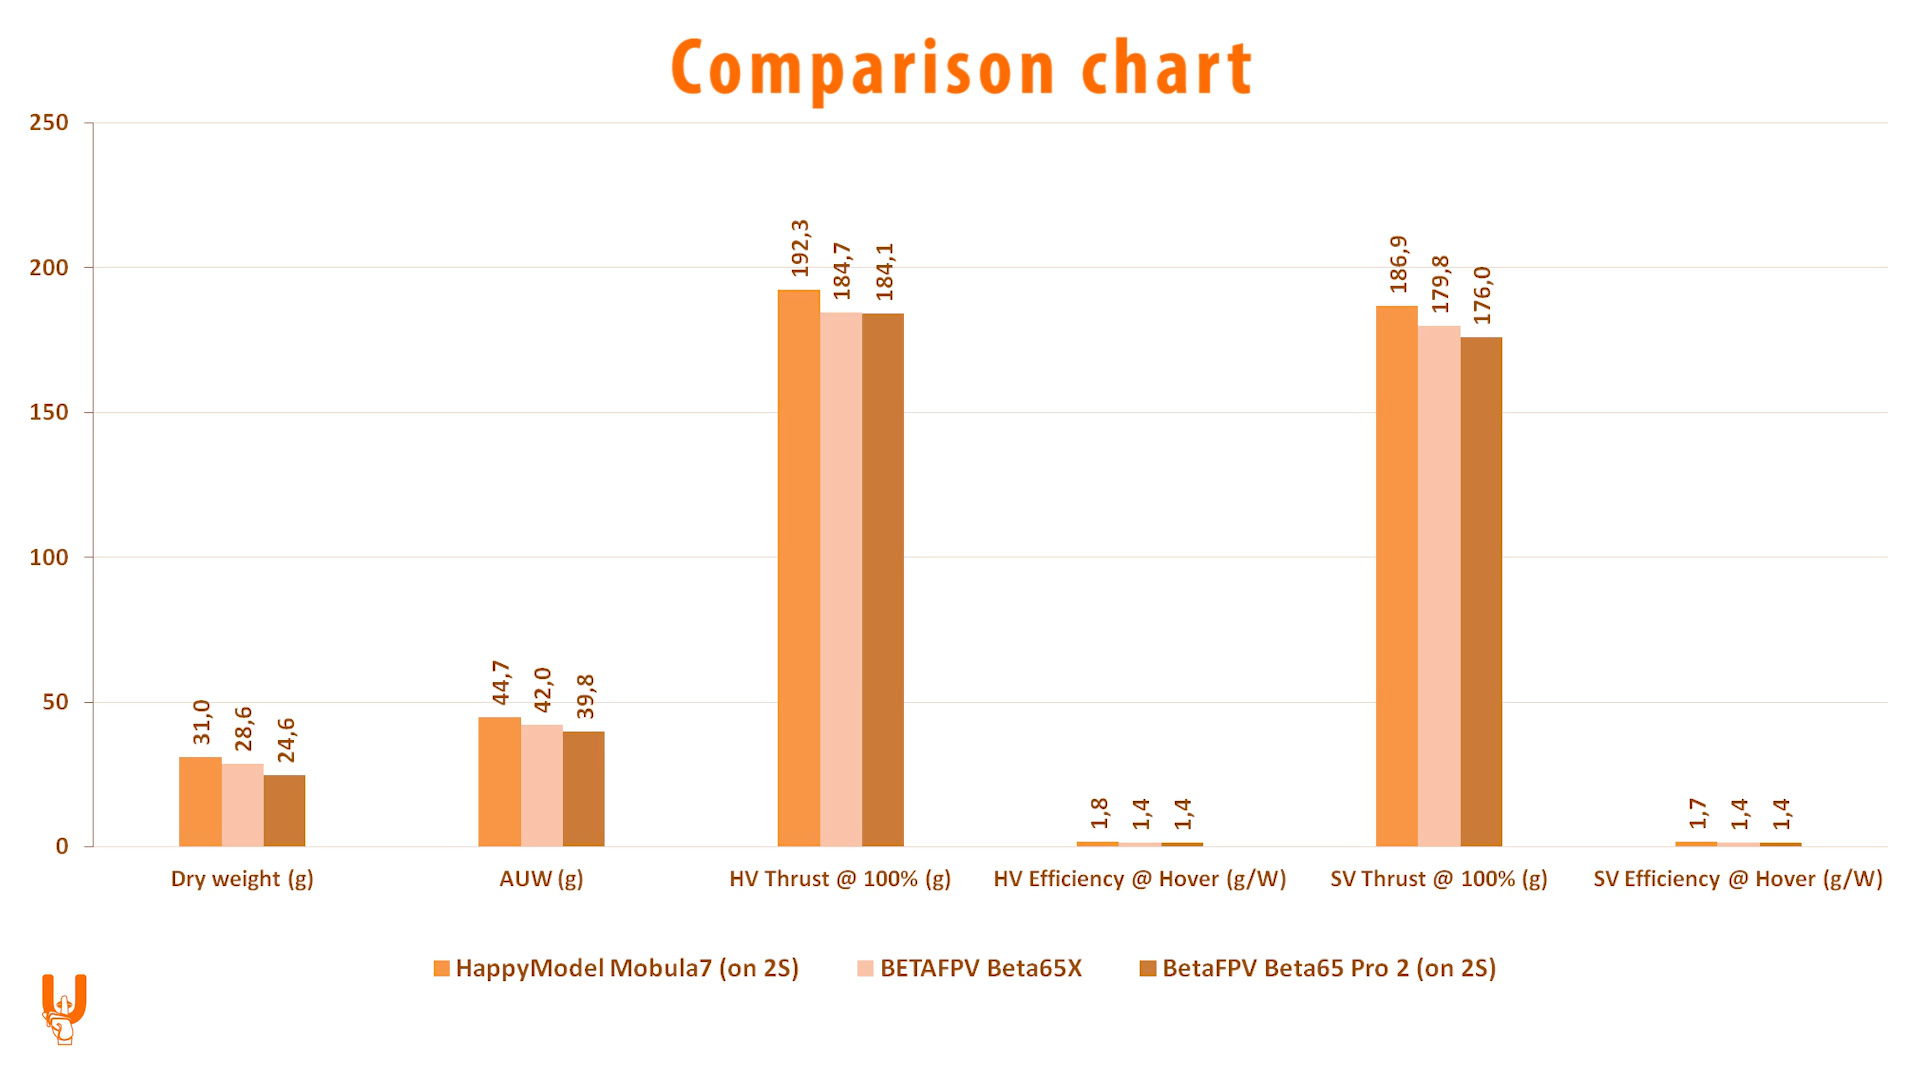 Comparison chart
250
200
150
100
50
0
31,0 28,6 24,6
44,7 42,0 39,8
192,3 184,7 184,1
1,8 1,4 1,4
186,9 179,8 176,0
1,7 1,4 1,4
Dry weight (g) AUW (g) HV Thrust @ 100% (g) HV Efficiency @ Hover (g/W) SV Thrust @ 100% (g) SV Efficiency @ Hover (g/W)
HappyModel Mobula7 (on 2S) BETAFPV Beta65X BetaFPV Beta65 Pro 2 (on 2S)